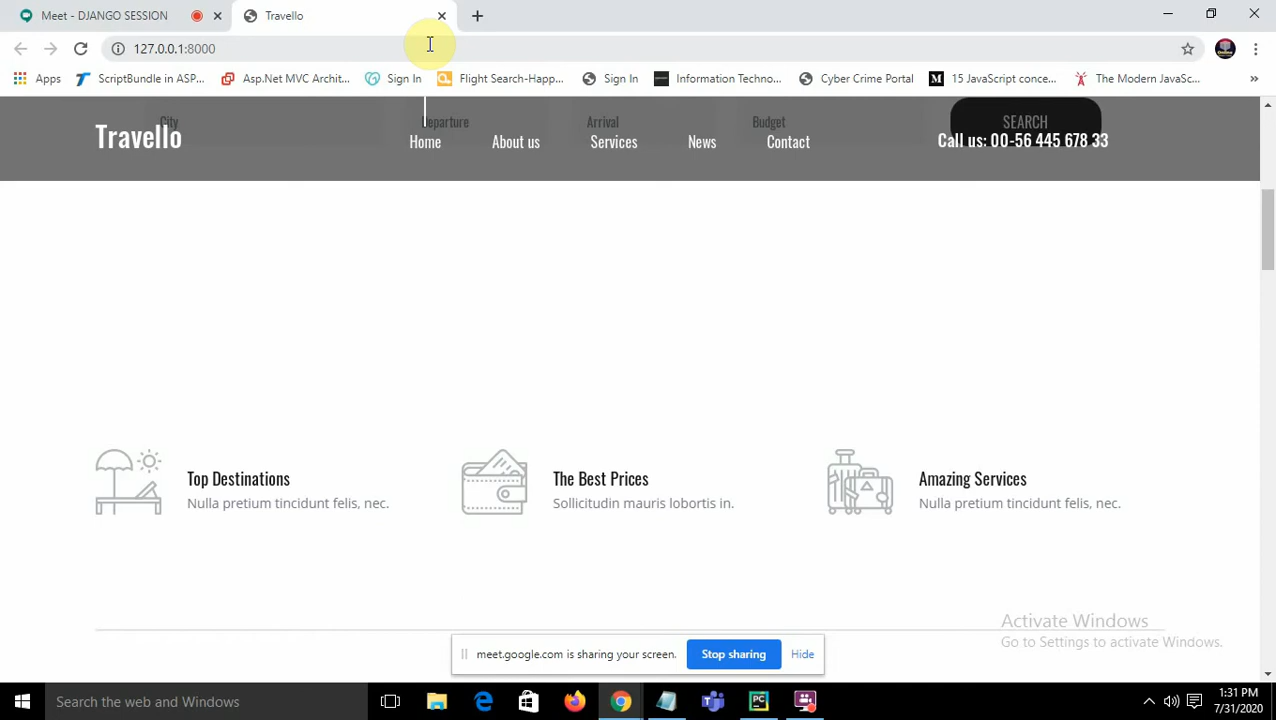 Meet - DJANGO SESSION
Travello
127.0.0.1:8000
Apps
ScriptBundle in ASP...
Asp.Net MVC Archit...
Sign In
Flight Search-Happ...
Sign In
Information Techno...
Cyber Crime Portal
15 JavaScript conce...
The Modern JavaSc...
City
Departure
Arrival
Budget
SEARCH
Travello
Home
About us
Services
News
Contact
Call us: 00-56 445 678 33
Top Destinations
Nulla pretium tincidunt felis, nec.
The Best Prices
Sollicitudin mauris lobortis in.
Amazing Services
Nulla pretium tincidunt felis, nec.
Activate Windows
Go to Settings to activate Windows.
meet.google.com is sharing your screen.
Stop sharing
Hide
Search the web and Windows
1:31 PM
7/31/2020